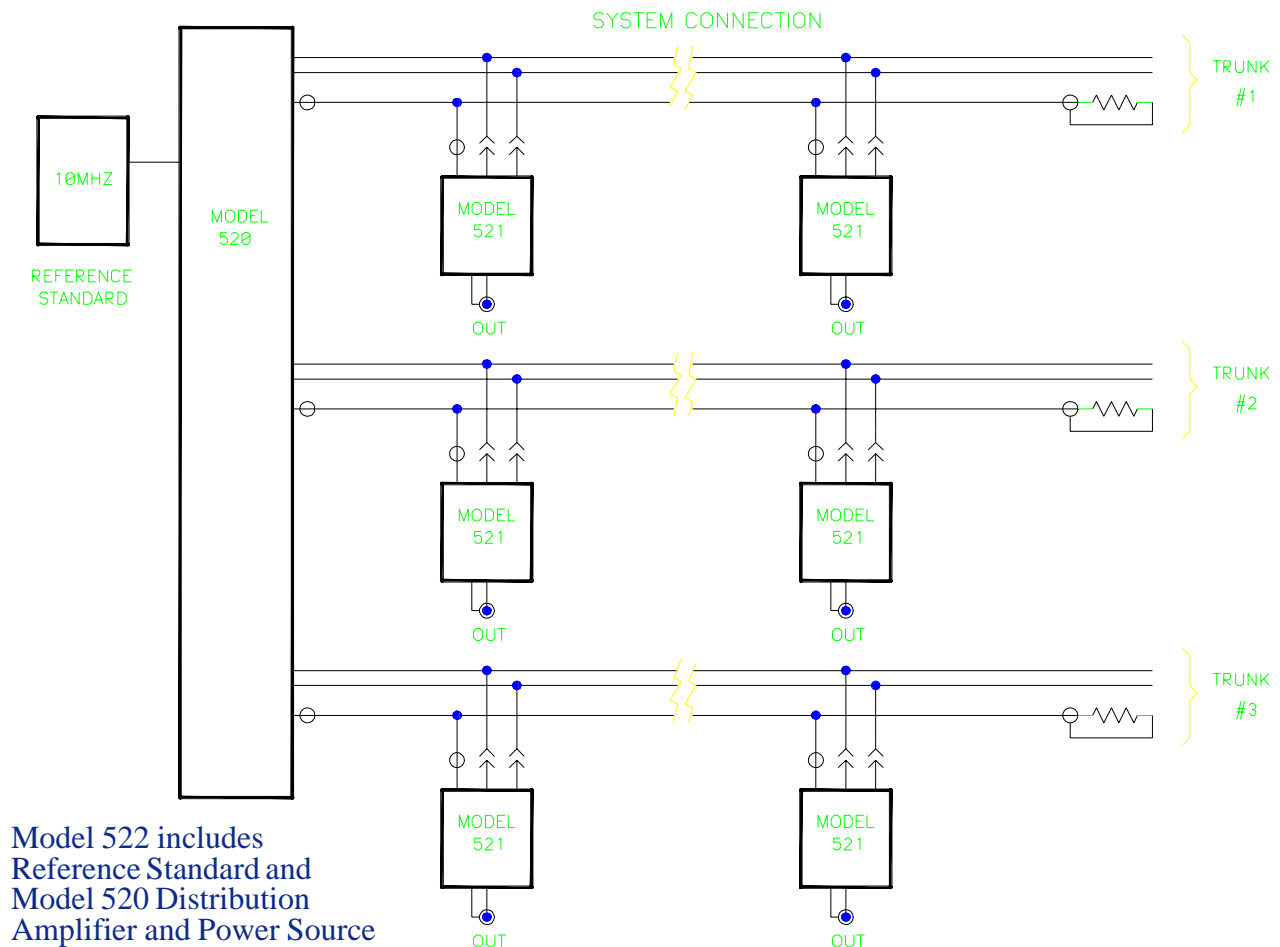 SYSTEM CONNECTION
TRUNK
#1
10MHZ
REFERENCE
STANDARD
MODEL
520
MODEL
521
OUT
MODEL
521
OUT
TRUNK
#2
MODEL
521
OUT
MODEL
521
OUT
TRUNK
#3
MODEL
521
OUT
MODEL
521
OUT
Model 522 includes
Reference Standard and
Model 520 Distribution
Amplifier and Power Source